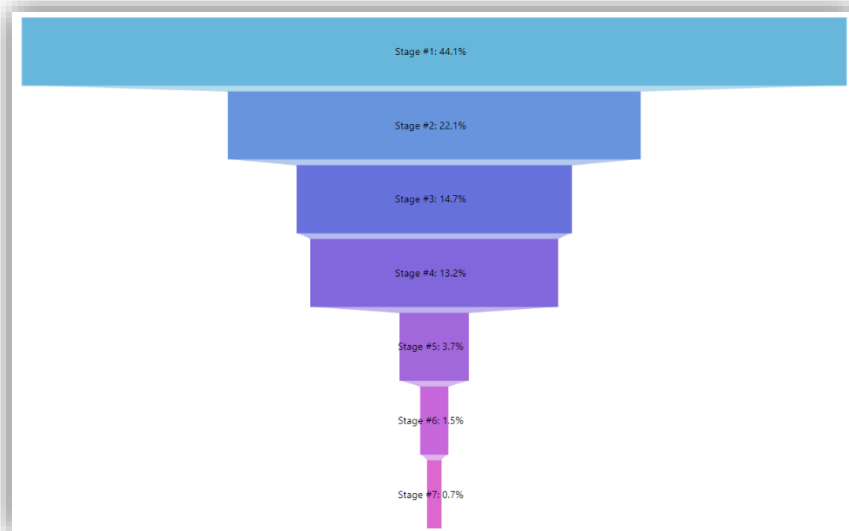 Stage #1: 44.1%
Stage #2: 22.1%
Stage #3: 14.7%
Stage #4: 13.2%
Stage #5: 3.7%
Stage #6: 1.5%
Stage #7: 0.7%